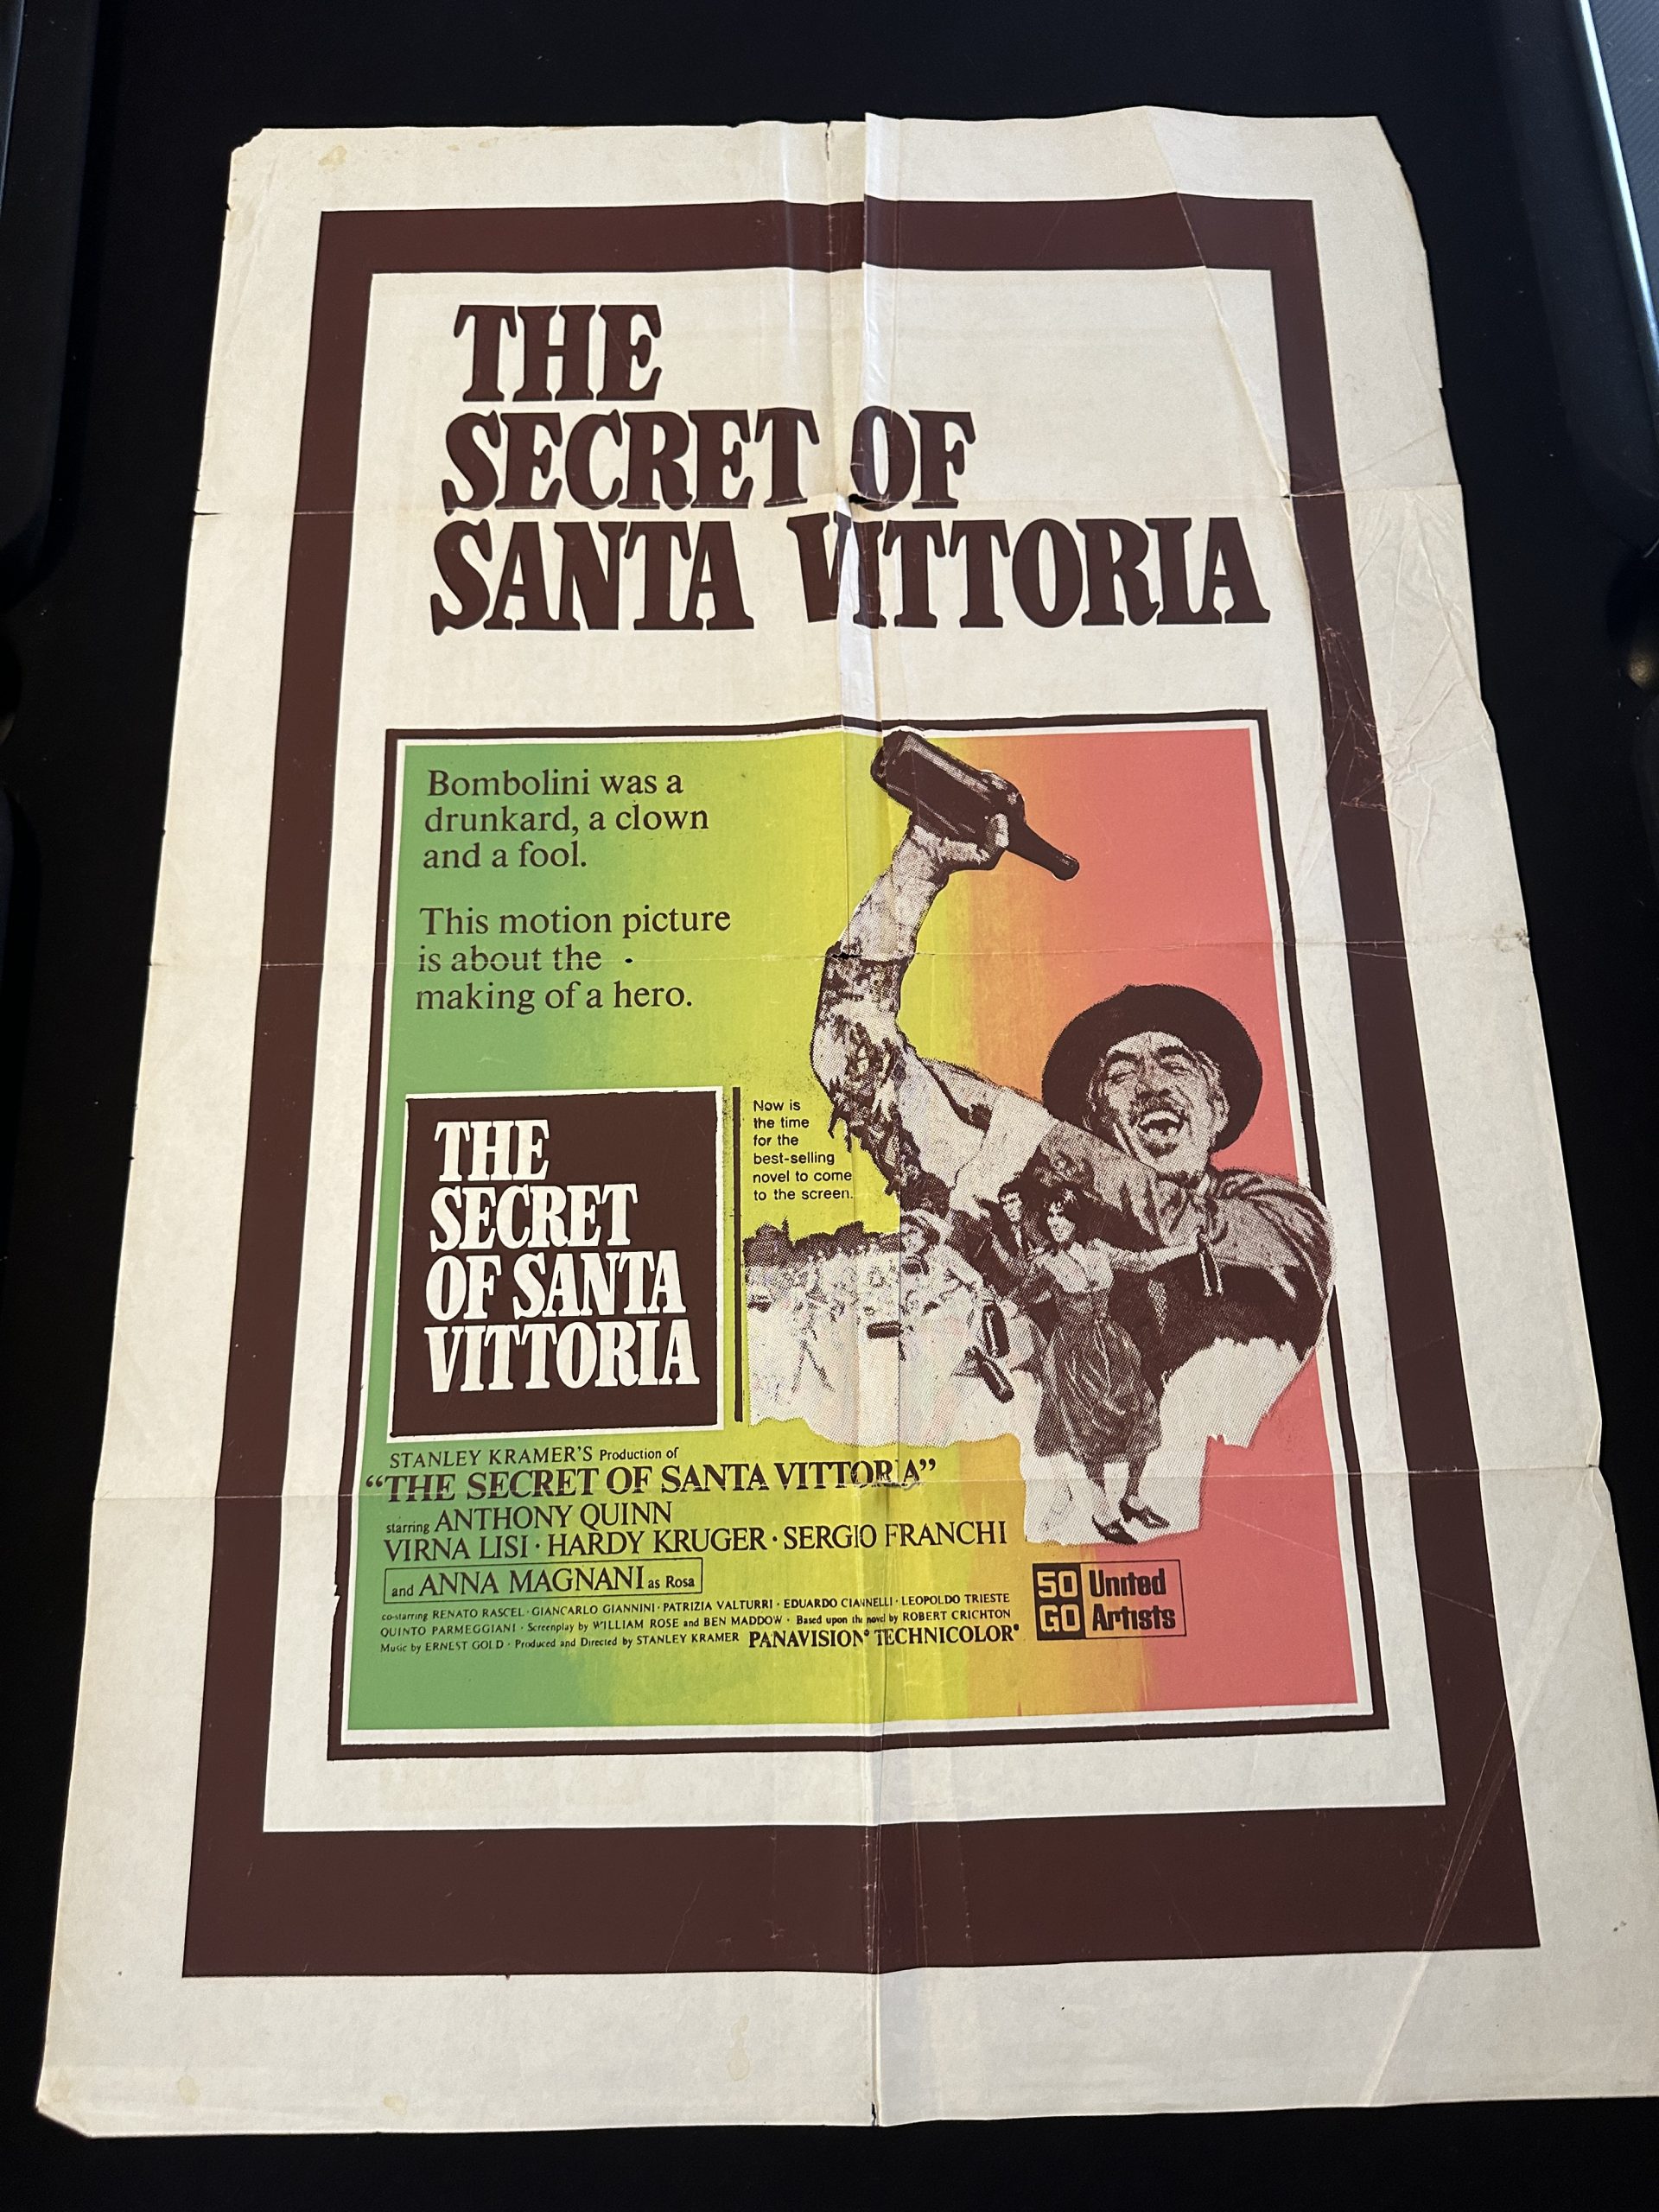 THE
SECRET OF
SANTA VITTORIA
Bombolini was a
drunkard, a clown
and a fool.
This motion picture
is about the
making of a hero.
Now is
the time
for the
best-selling
novel to come
to the screen.
THE
SECRET
OF SANTA
VITTORIA
STANLEY KRAMER'S Production of
“THE SECRET OF SANTA VITTORIA”
starring ANTHONY QUINN
VIRNA LISI · HARDY KRUGER · SERGIO FRANCHI
and ANNA MAGNANI as Rosa
co-starring RENATO RASCEL · GIANCARLO GIANNINI · PATRIZIA VALTURRI · EDUARDO CIANNELLI · LEOPOLDO TRIESTE
QUINTO PARMEGGIANI · Screenplay by WILLIAM ROSE and BEN MADDOW · Based upon the novel by ROBERT CRICHTON
Music by ERNEST GOLD · Produced and Directed by STANLEY KRAMER PANAVISION® TECHNICOLOR®
50 United
GO Artists